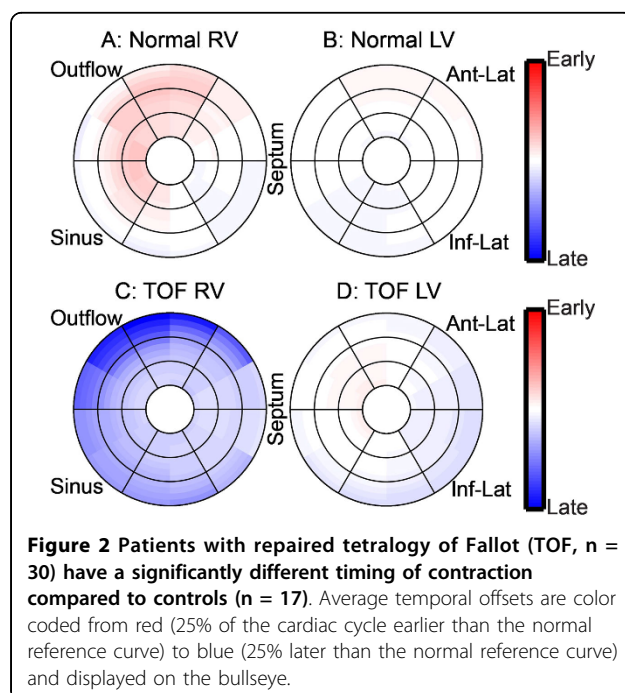 A: Normal RV
B: Normal LV
Outflow
Ant-Lat
Early
Septum
Sinus
Inf-Lat
Late
C: TOF RV
D: TOF LV
Outflow
Ant-Lat
Early
Septum
Sinus
Inf-Lat
Late
Figure 2 Patients with repaired tetralogy of Fallot (TOF, n =
30) have a significantly different timing of contraction
compared to controls (n = 17). Average temporal offsets are color
coded from red (25% of the cardiac cycle earlier than the normal
reference curve) to blue (25% later than the normal reference curve)
and displayed on the bullseye.